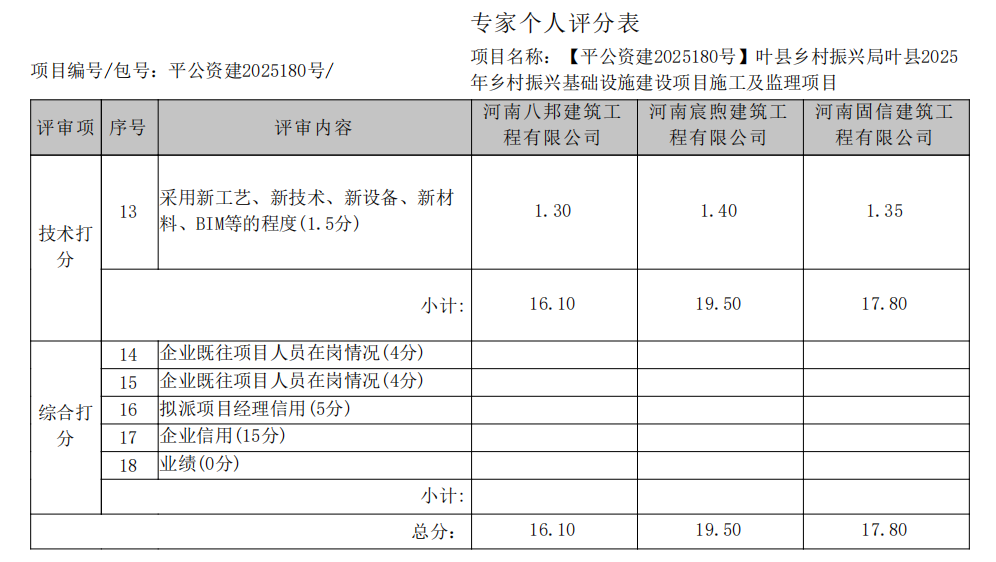 专家个人评分表
项目编号/包号：平公资建2025180号/
项目名称：【平公资建2025180号】叶县乡村振兴局叶县2025
年乡村振兴基础设施建设项目施工及监理项目
评审项 序号 评审内容 河南八邦建筑工 河南宸煦建筑工 河南固信建筑工
程有限公司 程有限公司 程有限公司
技术打
分
13
采用新工艺、新技术、新设备、新材
料、BIM等的程度(1.5分)
1.30 1.40 1.35
小计: 16.10 19.50 17.80
综合打
分
14 企业既往项目人员在岗情况(4分)
15 企业既往项目人员在岗情况(4分)
16 拟派项目经理信用(5分)
17 企业信用(15分)
18 业绩(0分)
小计:
总分： 16.10 19.50 17.80